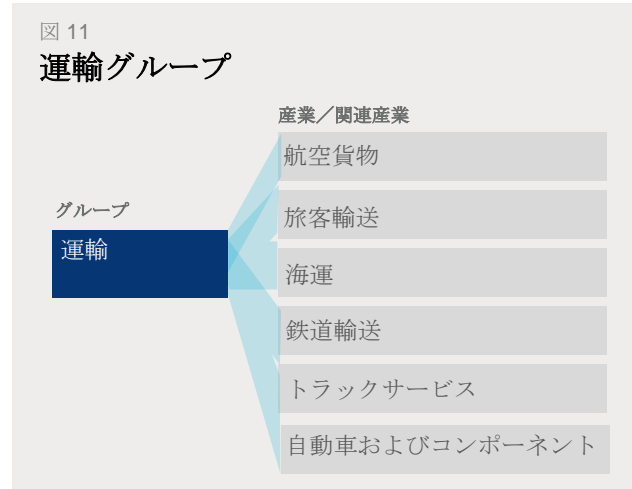 図 11
運輸グループ
産業／関連産業
航空貨物
グループ
旅客輸送
運輸
海運
鉄道輸送
トラックサービス
自動車およびコンポーネント